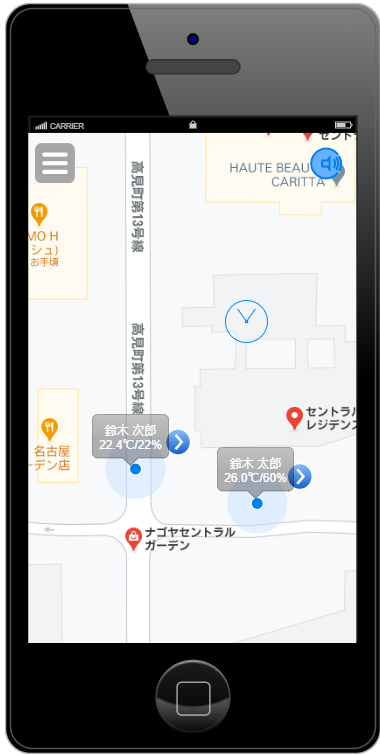 CARRIER
セント
HAUTE BEAU
CARITTA
高見町第13号線
MO H
シュ)
お手頃
高見町第13号線
セントラル
レジデンス
鈴木 次郎
22.4℃/22%
名古屋
ーデン店
鈴木 太郎
26.0℃/60%
ナゴヤセントラル
ガーデン